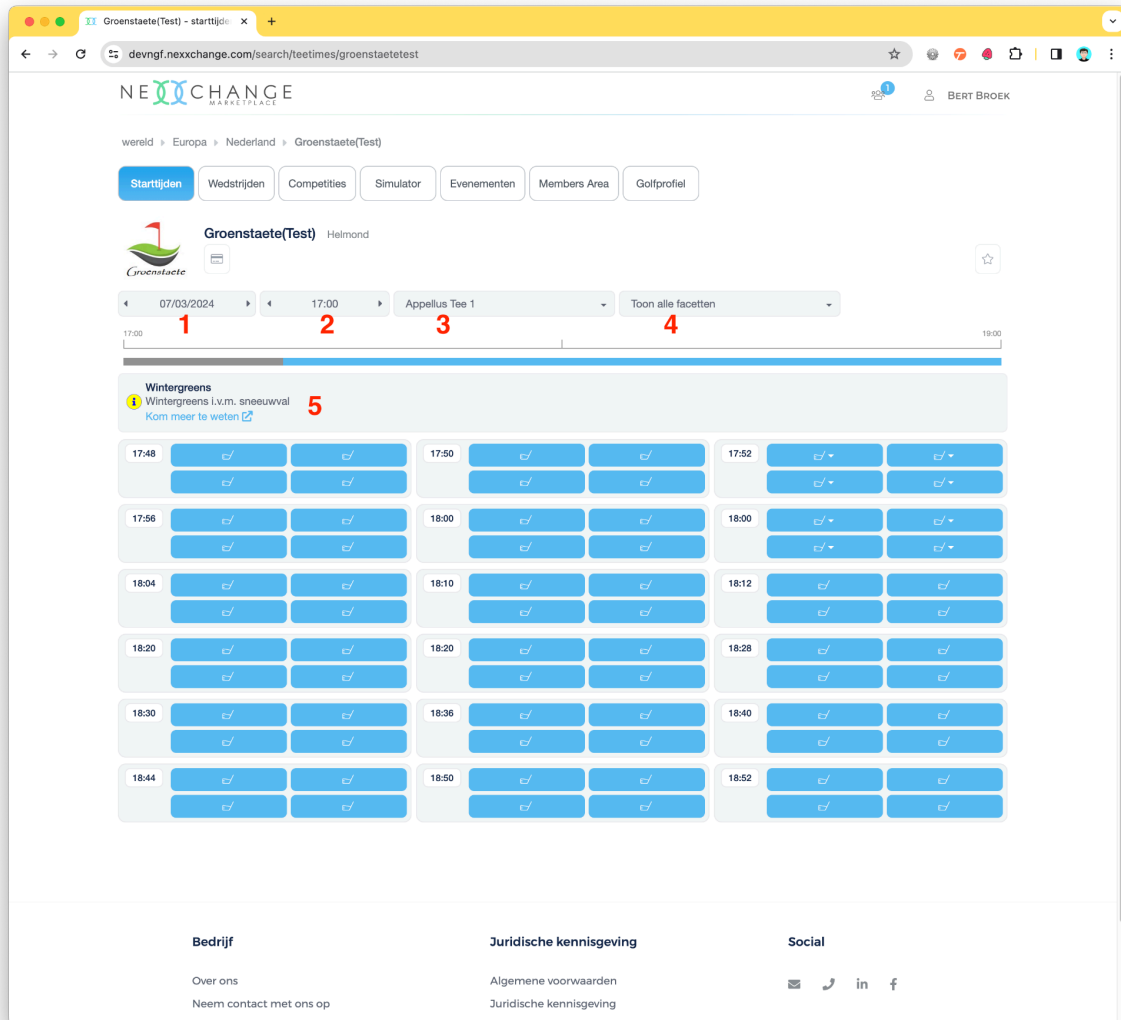 Groenstaete(Test) - starttijde
devngf.nexxchange.com/search/teetimes/groenstaetetest
NEXXCHANGE
MARKETPLACE
1
BERT BROEK
wereld Europa Nederland Groenstaete(Test)
Starttijden Wedstrijden Competities Simulator Evenementen Members Area Golfprofiel
Groenstaete
Groenstaete(Test) Helmond
07/03/2024 17:00 Appellus Tee 1 Toon alle facetten
1 2 3 4
17:00 19:00
Wintergreens
Wintergreens i.v.m. sneeuwval
Kom meer te weten
5
17:48 17:50 17:52
17:56 18:00 18:00
18:04 18:10 18:12
18:20 18:20 18:28
18:30 18:36 18:40
18:44 18:50 18:52
Bedrijf Juridische kennisgeving Social
Over ons Algemene voorwaarden
Neem contact met ons op Juridische kennisgeving